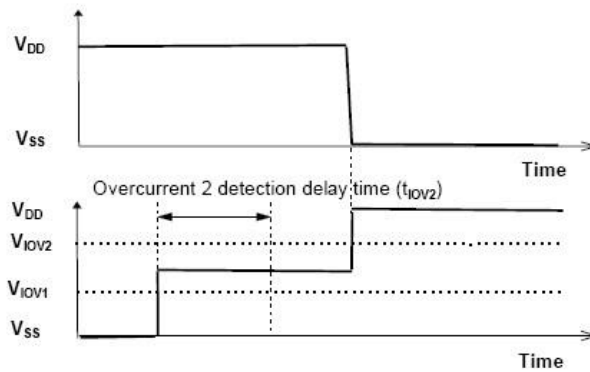 VDD
VSS
Time
Overcurrent 2 detection delay time (tIOV2)
VDD
VIOV2
VIOV1
VSS
Time